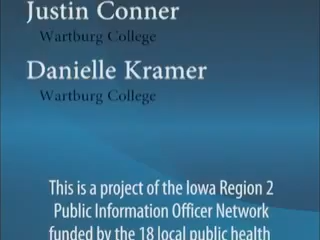 Justin Conner
Wartburg College
Danielle Kramer
Wartburg College
This is a project of the Iowa Region 2
Public Information Officer Network
funded by the 18 local public health